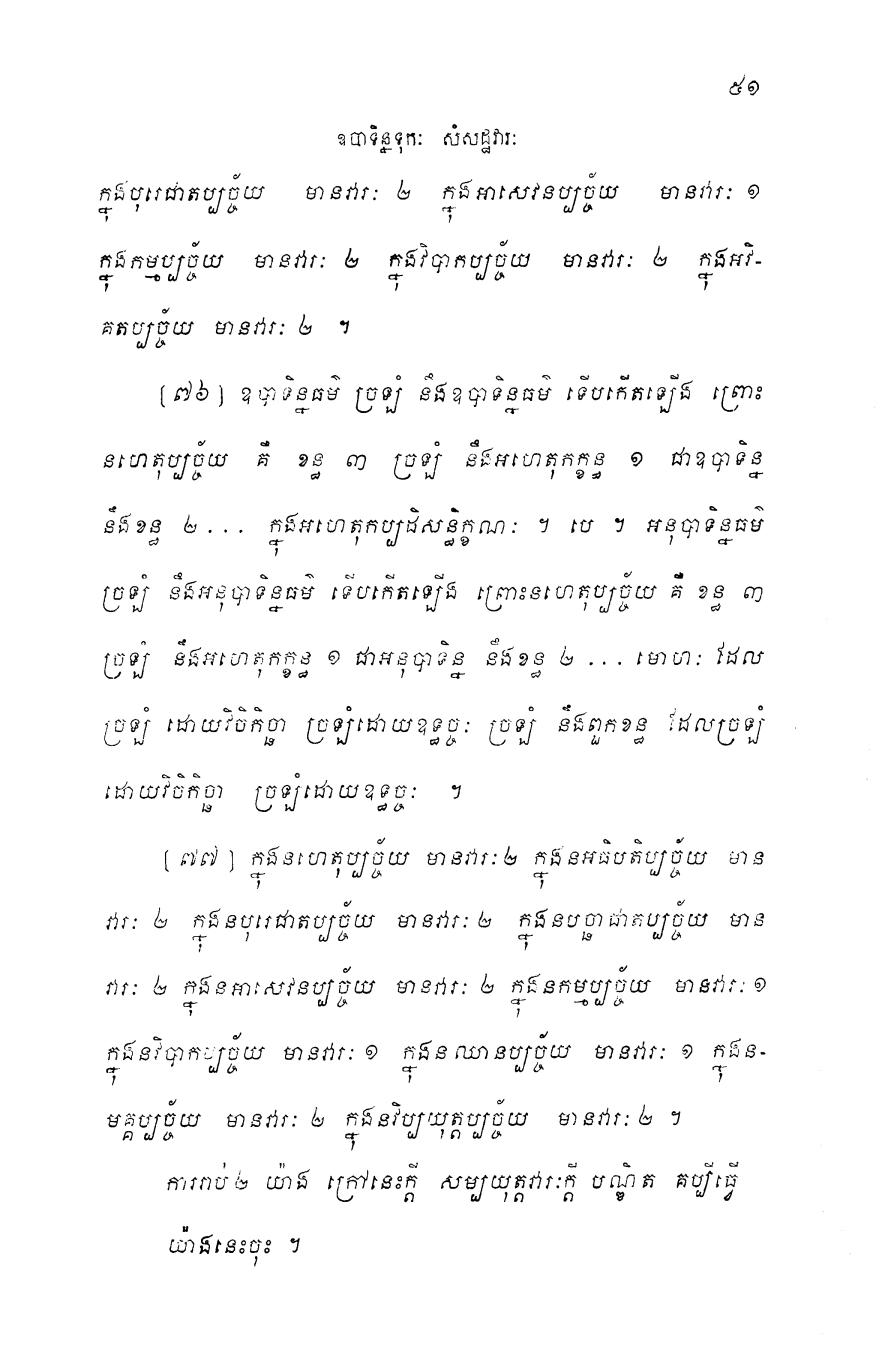 ៥១
ឧបាទិន្នទុកៈ សំសដ្ឋវារៈ
ក្នុងបុរេជាតប្បច្ច័យ មានវារៈ ២ ក្នុងអាសេវនប្បច្ច័យ មានវារៈ ១
ក្នុងកម្មប្បច្ច័យ មានវារៈ ២ ក្នុងវិបាកប្បច្ច័យ មានវារៈ ២ ក្នុងអវិ-
គតប្បច្ច័យ មានវារៈ ២ ។
[៧៦] ឧបាទិន្នធម៌ ច្រឡំ នឹងឧបាទិន្នធម៌ ទើបកើតឡើង ព្រោះ
នហេតុប្បច្ច័យ គឺ ខន្ធ ៣ ច្រឡំ នឹងអហេតុកក្ខន្ធ ១ ជាឧបាទិន្ន
នឹងខន្ធ ២... ក្នុងអហេតុកប្បដិសន្ធិក្ខណៈ ។ បេ ។ អនុបាទិន្នធម៌
ច្រឡំ នឹងអនុបាទិន្នធម៌ ទើបកើតឡើង ព្រោះនហេតុប្បច្ច័យ គឺ ខន្ធ ៣
ច្រឡំ នឹងអហេតុកក្ខន្ធ ១ ជាអនុបាទិន្ន នឹងខន្ធ ២ ... មោហៈ ដែល
ច្រឡំ ដោយវិចិកិច្ឆា ច្រឡំដោយឧទ្ធច្ចៈ ច្រឡំ នឹងពួកខន្ធ ដែលច្រឡំ
ដោយវិចិកិច្ឆា ច្រឡំដោយឧទ្ធច្ចៈ ។
[៧៧] ក្នុងនហេតុប្បច្ច័យ មានវារៈ២ ក្នុងនអធិបតិប្បច្ច័យ មាន
វារៈ ២ ក្នុងនបុរេជាតប្បច្ច័យ មានវារៈ ២ ក្នុងនបច្ឆាជាតប្បច្ច័យ មាន
វារៈ ២ ក្នុងនអាសេវនប្បច្ច័យ មានវារៈ ២ ក្នុងនកម្មប្បច្ច័យ មានវារៈ ១
ក្នុងនវិបាកប្បច្ច័យ មានវារៈ ១ ក្នុងនឈានប្បច្ច័យ មានវារៈ ១ ក្នុងន-
មគ្គប្បច្ច័យ មានវារៈ ២ ក្នុងនវិប្បយុត្តប្បច្ច័យ មានវារៈ ២ ។
ការរាប់ ២ យ៉ាង ក្រៅនេះក្តី សម្បយុត្តវារៈក្តី បណ្ឌិត គប្បីធ្វើ
យ៉ាងនេះចុះ ។